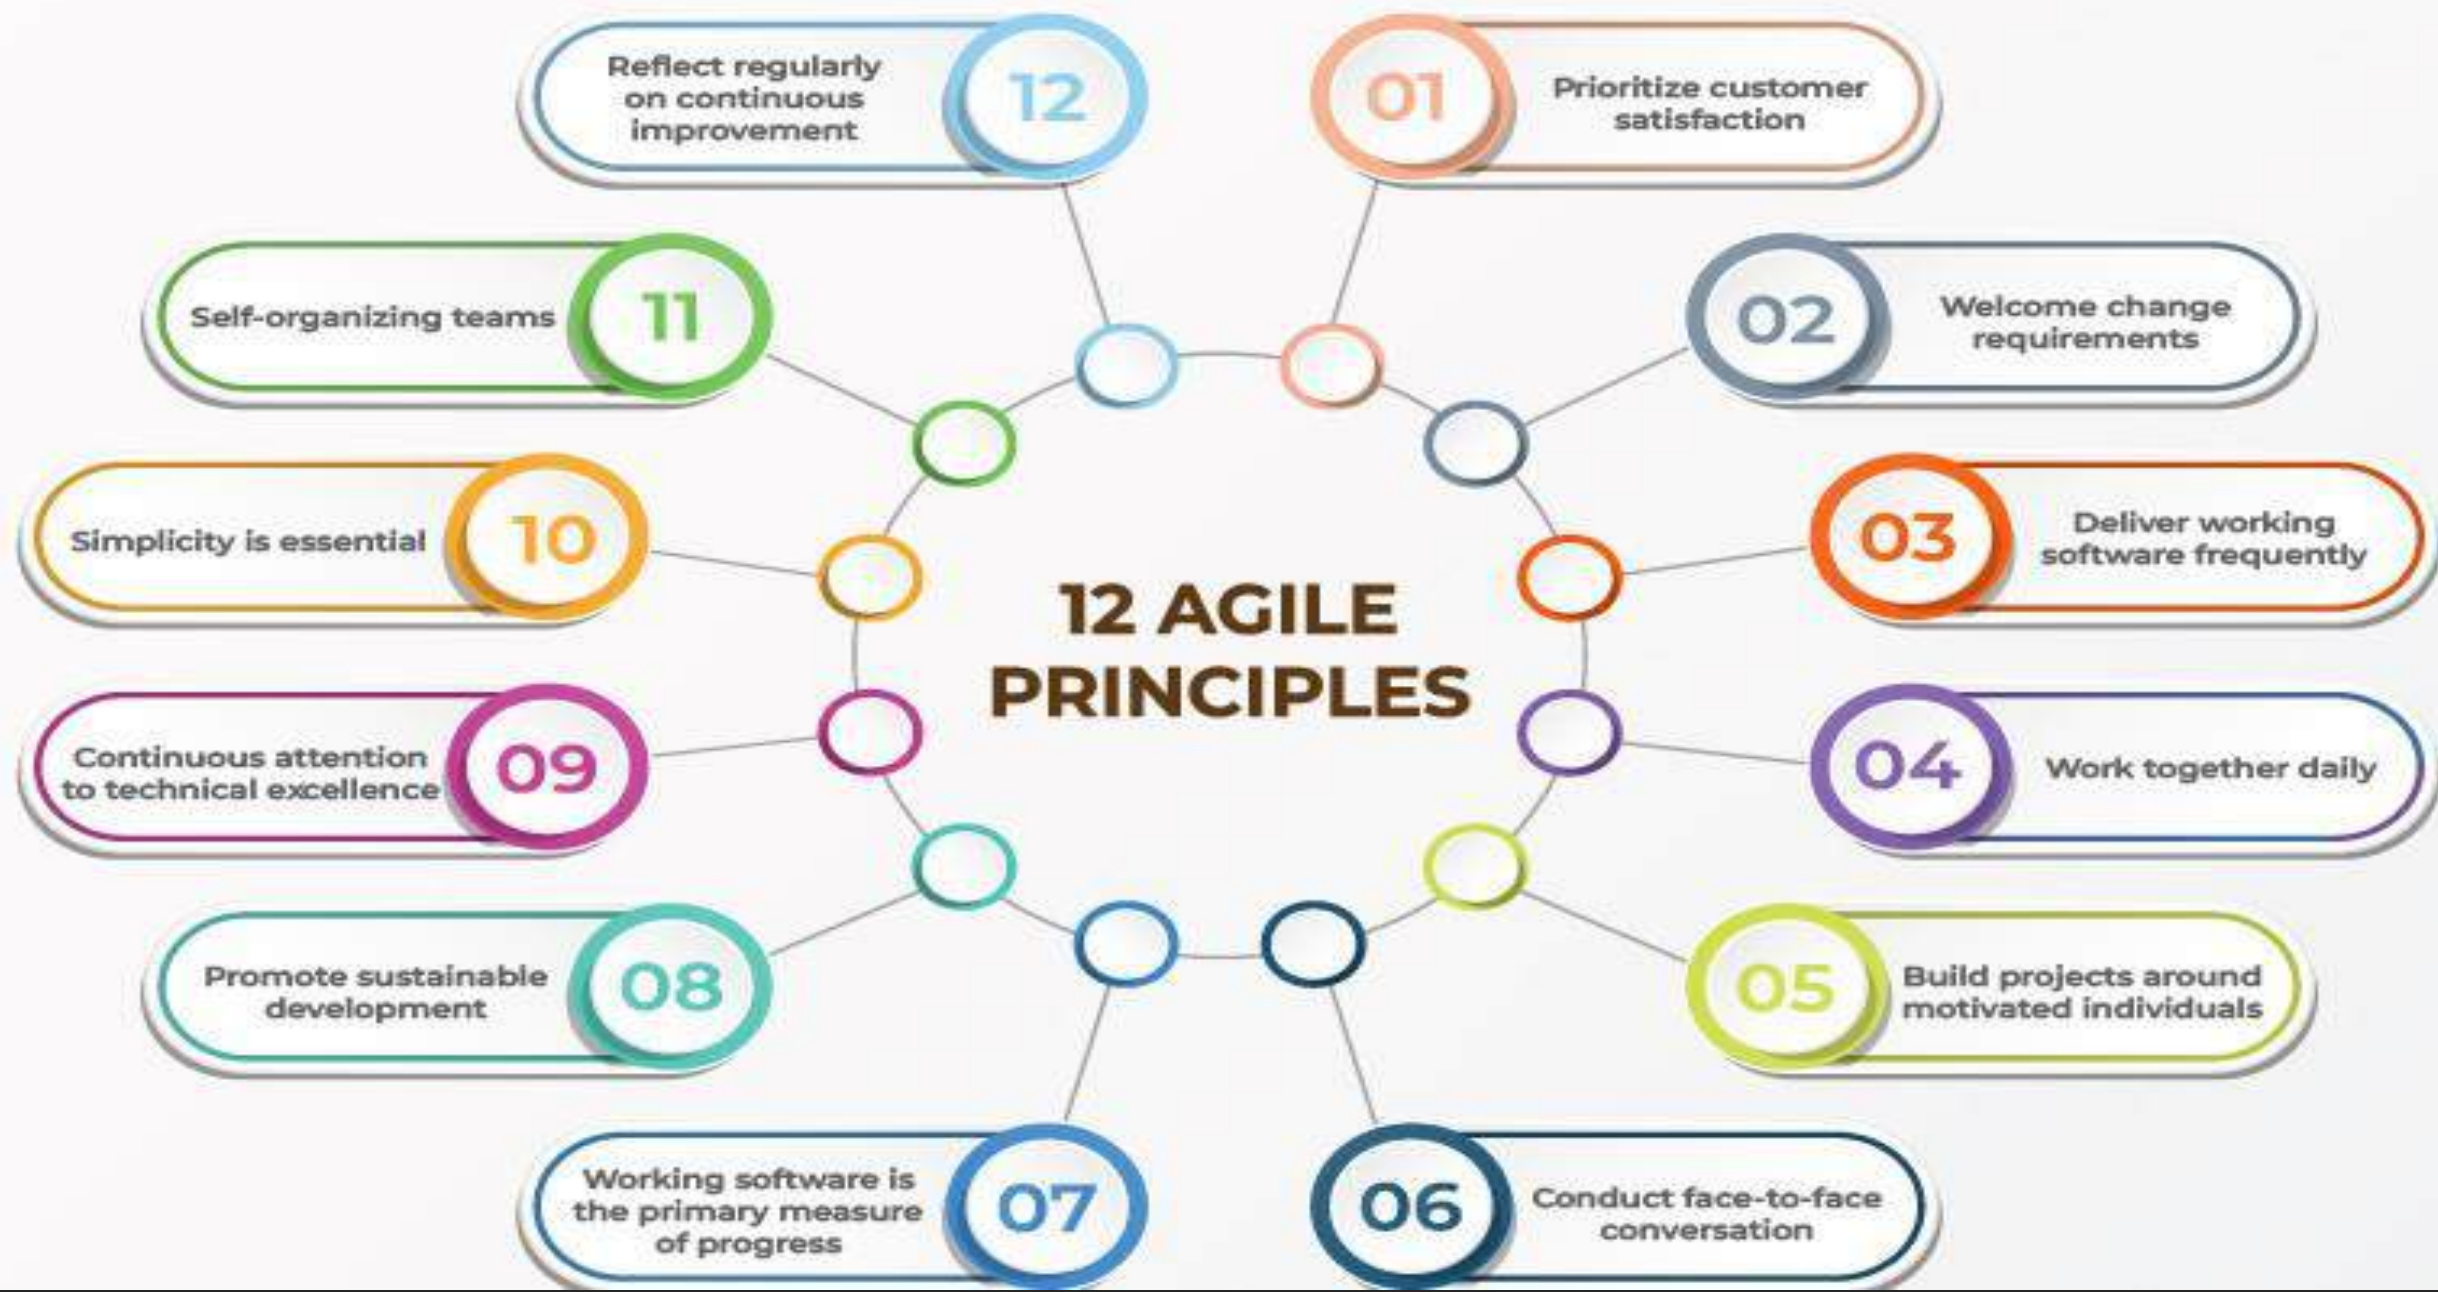 12 AGILE
PRINCIPLES
01
Prioritize customer
satisfaction
02
Welcome change
requirements
03
Deliver working
software frequently
04
Work together daily
05
Build projects around
motivated individuals
06
Conduct face-to-face
conversation
07
Working software is
the primary measure
of progress
08
Promote sustainable
development
09
Continuous attention
to technical excellence
10
Simplicity is essential
11
Self-organizing teams
12
Reflect regularly
on continuous
improvement